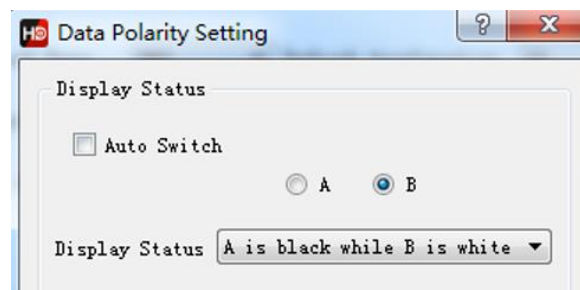 HD Data Polarity Setting ? X
Display Status
Auto Switch
A B
Display Status A is black while B is white